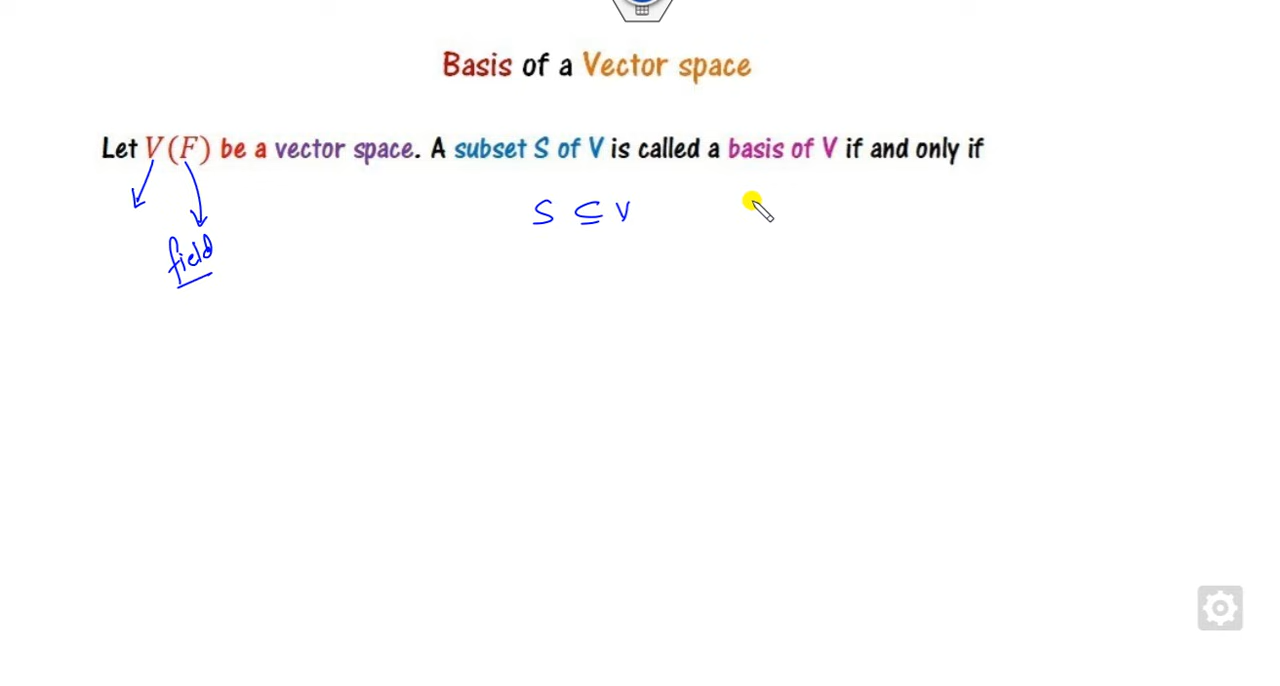 Basis of a Vector space
Let V(F) be a vector space. A subset S of V is called a basis of V if and only if
S ⊆ V
field